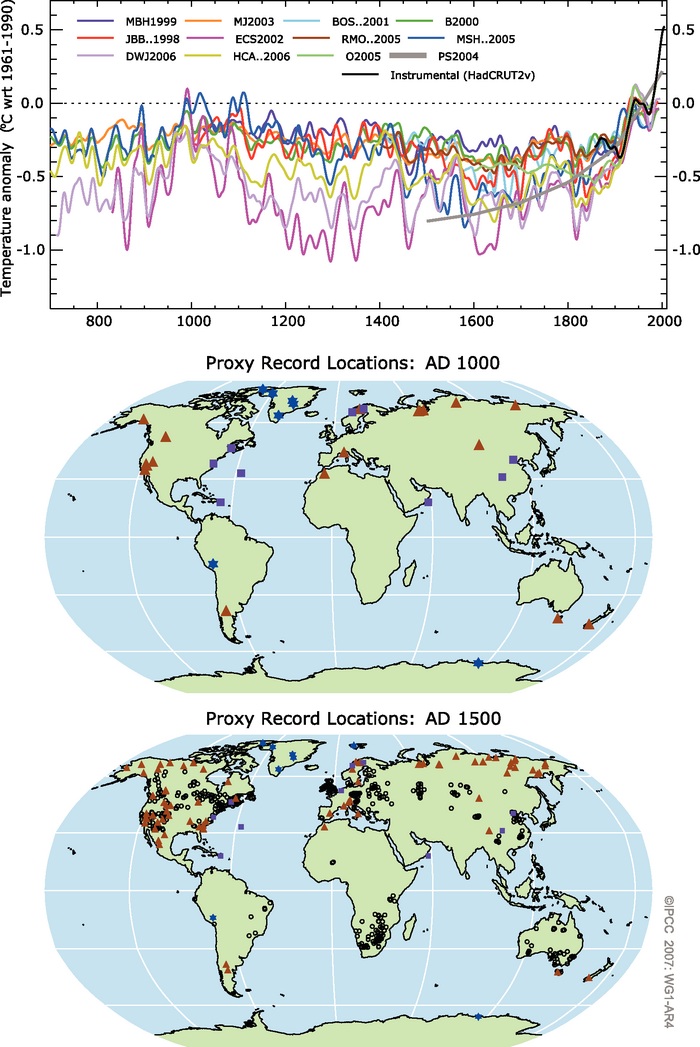 Temperature anomaly (°C wrt 1961-1990)
MBH1999 MJ2003 BOS..2001 B2000
JBB..1998 ECS2002 RMO..2005 MSH..2005
DWJ2006 HCA..2006 O2005 PS2004
Instrumental (HadCRUT2v)
0.5 0.5
0.0 0.0
-0.5 -0.5
-1.0 -1.0
800 1000 1200 1400 1600 1800 2000
Proxy Record Locations: AD 1000
Proxy Record Locations: AD 1500
©IPCC 2007: WG1-AR4